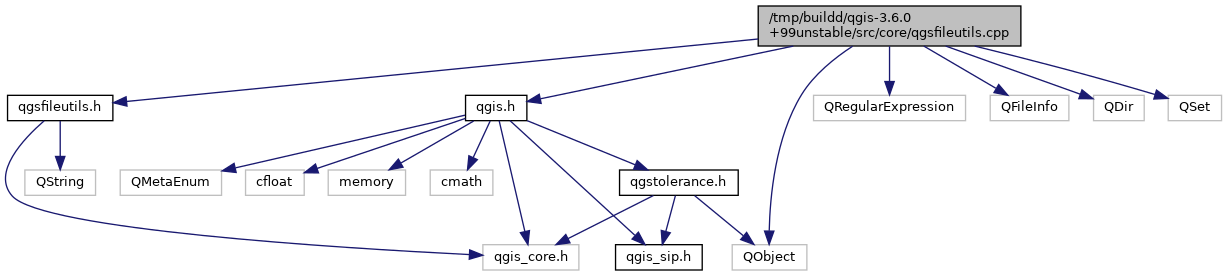 /tmp/buildd/qgis-3.6.0
+99unstable/src/core/qgsfileutils.cpp
qgsfileutils.h
qgis.h
QRegularExpression
QFileInfo
QDir
QSet
QString
QMetaEnum
cfloat
memory
cmath
qgstolerance.h
qgis_core.h
qgis_sip.h
QObject